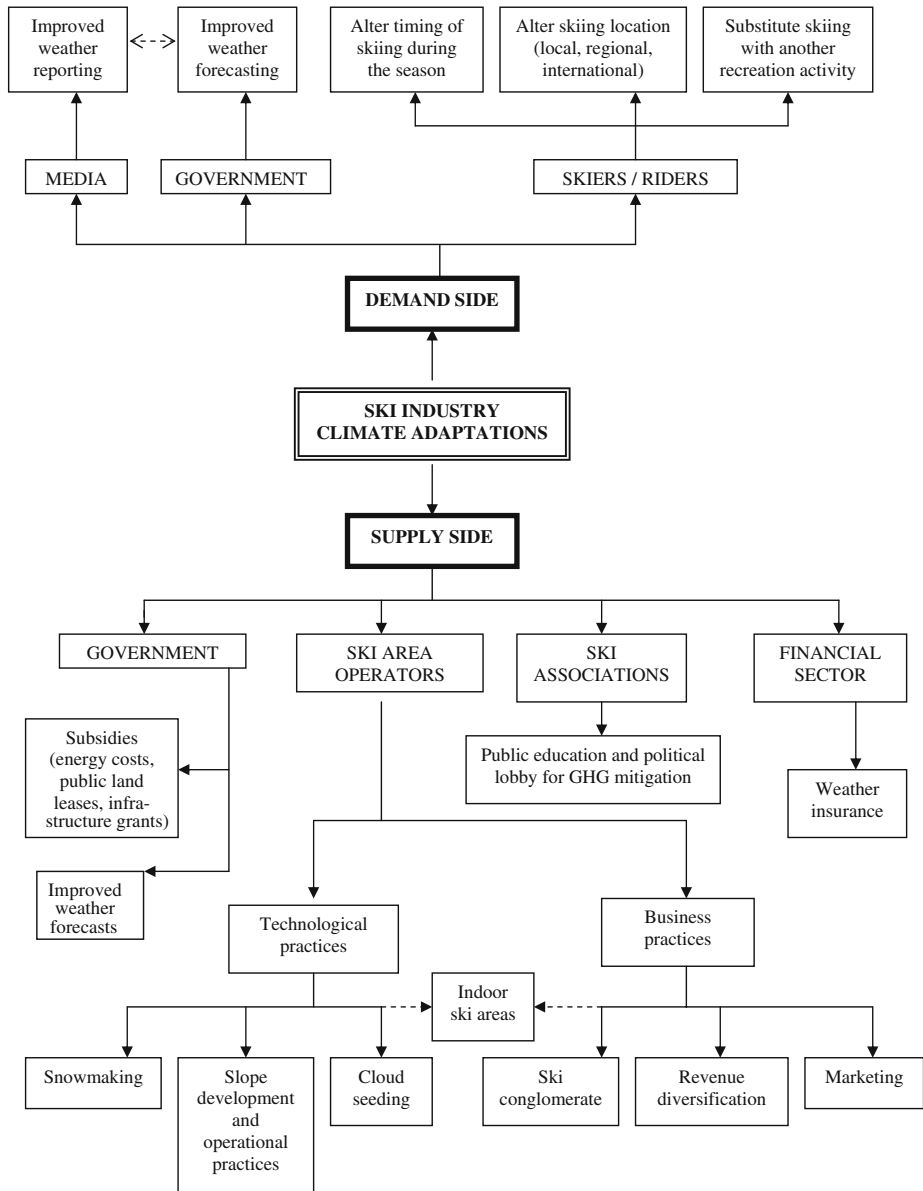 Improved
weather
reporting
Improved
weather
forecasting
Alter timing of
skiing during
the season
Alter skiing location
(local, regional,
international)
Substitute skiing
with another
recreation activity
MEDIA
GOVERNMENT
SKIERS / RIDERS
DEMAND SIDE
SKI INDUSTRY
CLIMATE ADAPTATIONS
SUPPLY SIDE
GOVERNMENT
SKI AREA
OPERATORS
SKI
ASSOCIATIONS
FINANCIAL
SECTOR
Subsidies
(energy costs,
public land
leases, infra-
structure grants)
Public education and political
lobby for GHG mitigation
Weather
insurance
Improved
weather
forecasts
Technological
practices
Business
practices
Indoor
ski areas
Snowmaking
Slope
development
and
operational
practices
Cloud
seeding
Ski
conglomerate
Revenue
diversification
Marketing